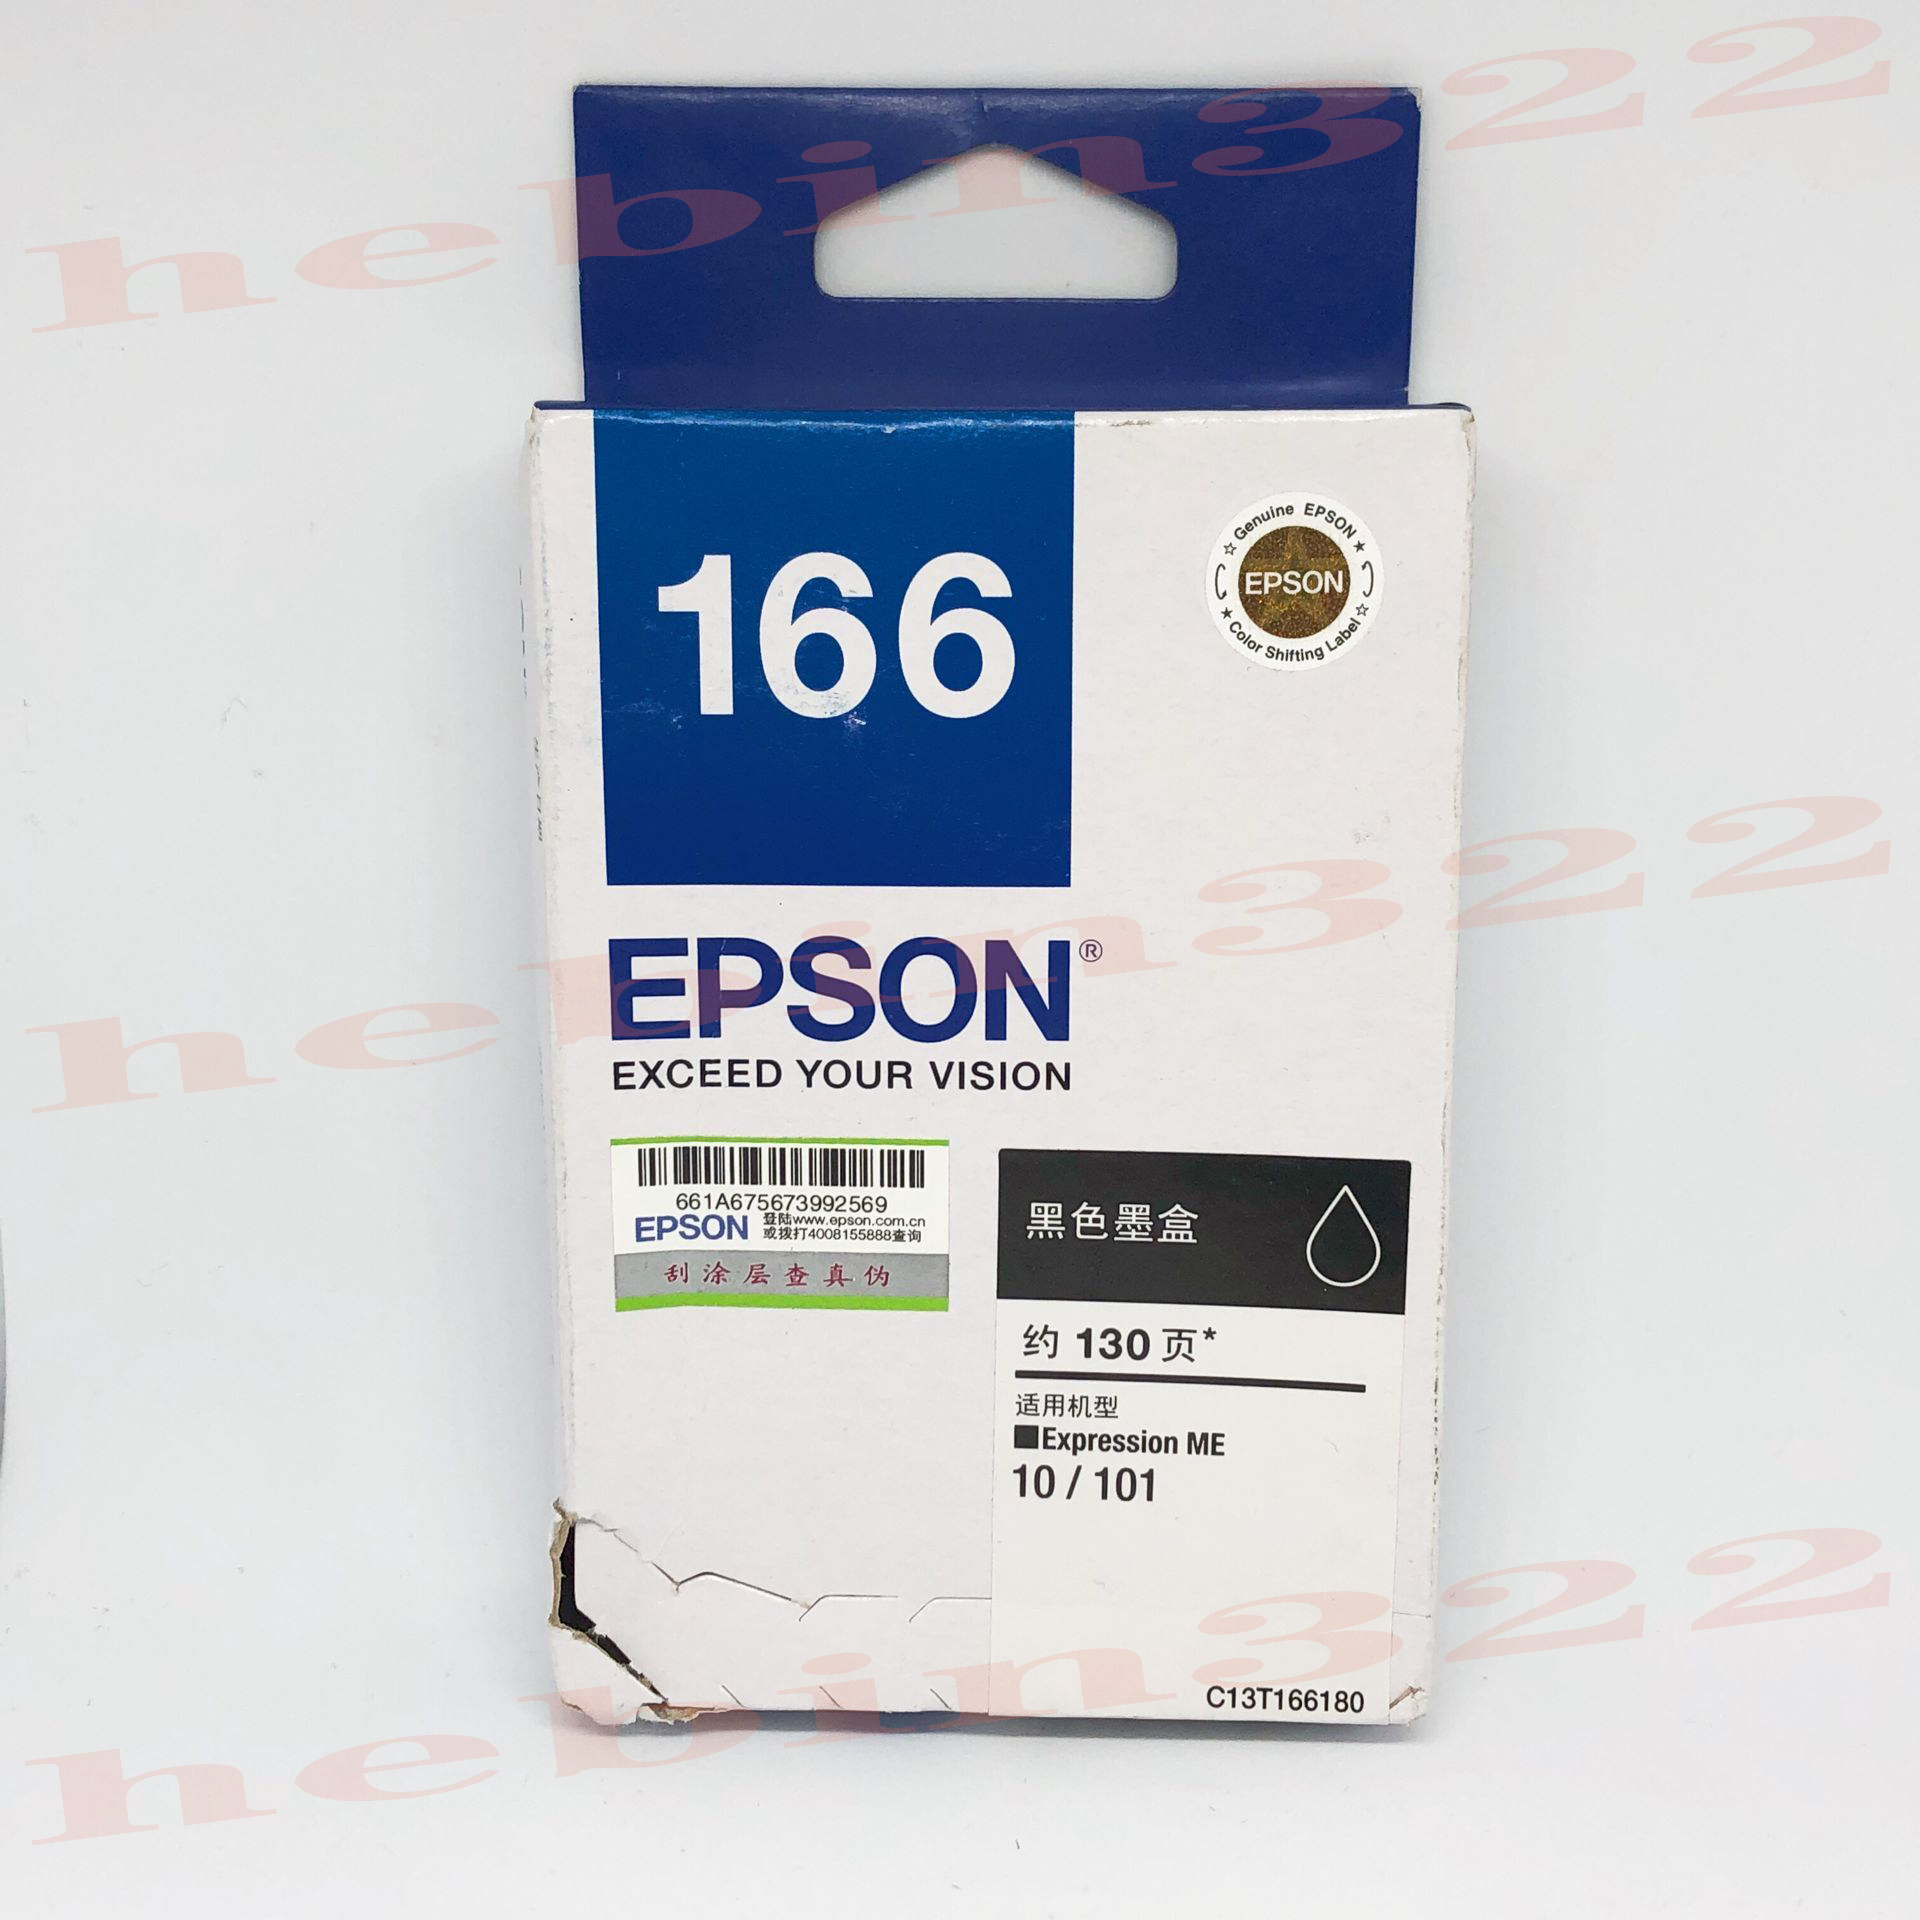 hebin322
166
Genuine EPSON
EPSON
Color Shifting Label
EPSON®
hebin322
EXCEED YOUR VISION
661A675673992569
EPSON 登陆www.epson.com.cn
或拨打4008155888查询
刮涂层查真伪
黑色墨盒
约 130 页*
适用机型
■Expression ME
10 / 101
hebin322
C13T166180